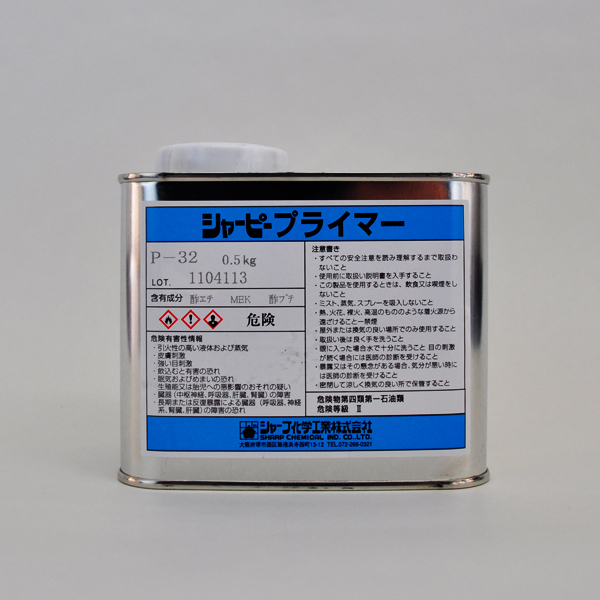 シャーピープライマー
P-32 0.5kg
LOT. 1104113
含有成分 酢エチ MEK 酢ブチ
危険
危険有害性情報
・引火性の高い液体および蒸気
・皮膚刺激
・強い目刺激
・飲込むと有害の恐れ
・眠気およびめまいの恐れ
・生殖能又は胎児への悪影響のおそれの疑い
・臓器（中枢神経、呼吸器、肝臓、腎臓）の障害
・長期または反復暴露による臓器（呼吸器、神経
系、腎臓、肝臓）の障害の恐れ
注意書き
・すべての安全注意を読み理解するまで取扱わ
ないこと
・使用前に取扱い説明書を入手すること
・この製品を使用するときは、飲食又は喫煙をし
ないこと
・ミスト、蒸気、スプレーを吸入しないこと
・熱、火花、裸火、高温のもののような着火源から
遠ざけること－禁煙
・屋外または換気の良い場所でのみ使用すること
・取扱い後は良く手を洗うこと
・眼に入った場合水で十分に洗うこと 目の刺激
が続く場合には医師の診断を受けること
・暴露又はその懸念がある場合、気分が悪い時に
は医師の診断を受けること
・密閉して涼しく換気の良い所で保管すること
危険物第四類第一石油類
危険等級 Ⅱ
シャープ化学工業株式会社
SHARP CHEMICAL IND. CO.,LTD.
大阪府堺市西区築港浜寺西町13-12 TEL.072-268-0321